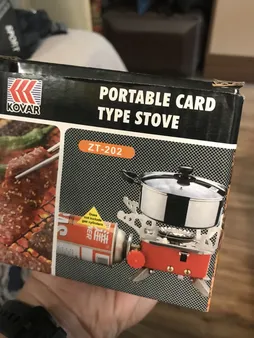 KOVAR
PORTABLE CARD
TYPE STOVE
ZT-202